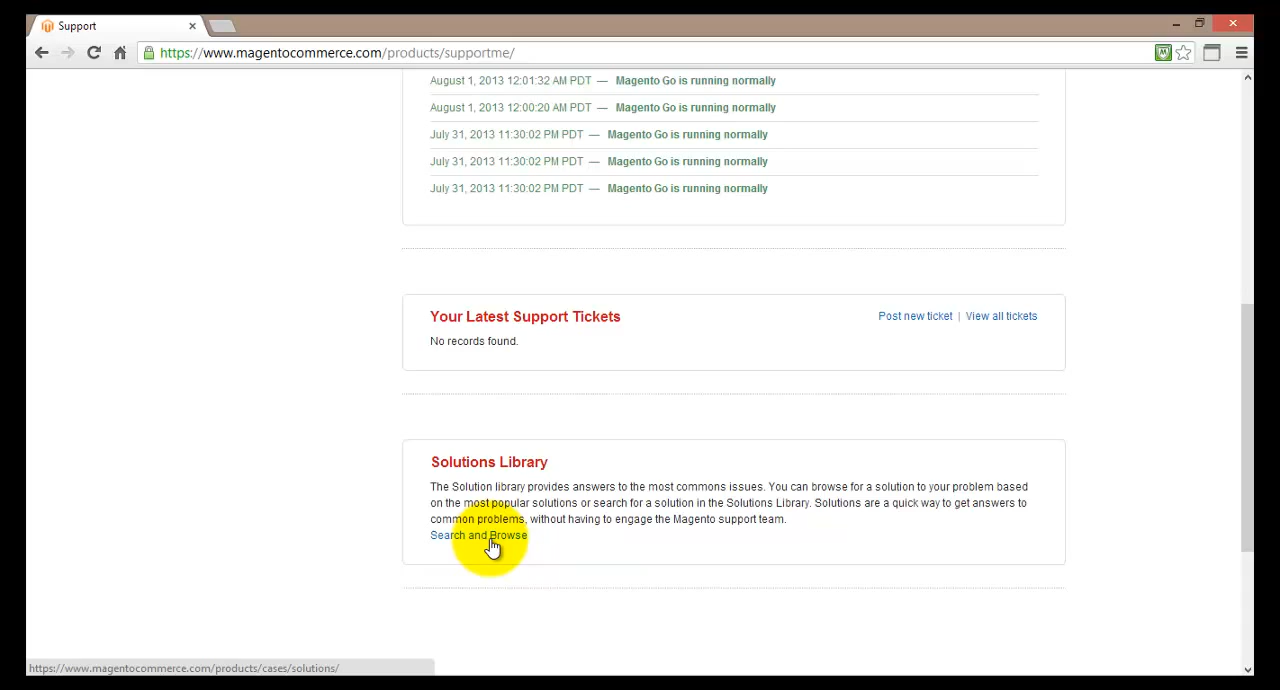 Support
https://www.magentocommerce.com/products/supportme/
August 1, 2013 12:01:32 AM PDT — Magento Go is running normally
August 1, 2013 12:00:20 AM PDT — Magento Go is running normally
July 31, 2013 11:30:02 PM PDT — Magento Go is running normally
July 31, 2013 11:30:02 PM PDT — Magento Go is running normally
July 31, 2013 11:30:02 PM PDT — Magento Go is running normally
Your Latest Support Tickets Post new ticket | View all tickets
No records found.
Solutions Library
The Solution library provides answers to the most commons issues. You can browse for a solution to your problem based
on the most popular solutions or search for a solution in the Solutions Library. Solutions are a quick way to get answers to
common problems, without having to engage the Magento support team.
Search and Browse
https://www.magentocommerce.com/products/cases/solutions/